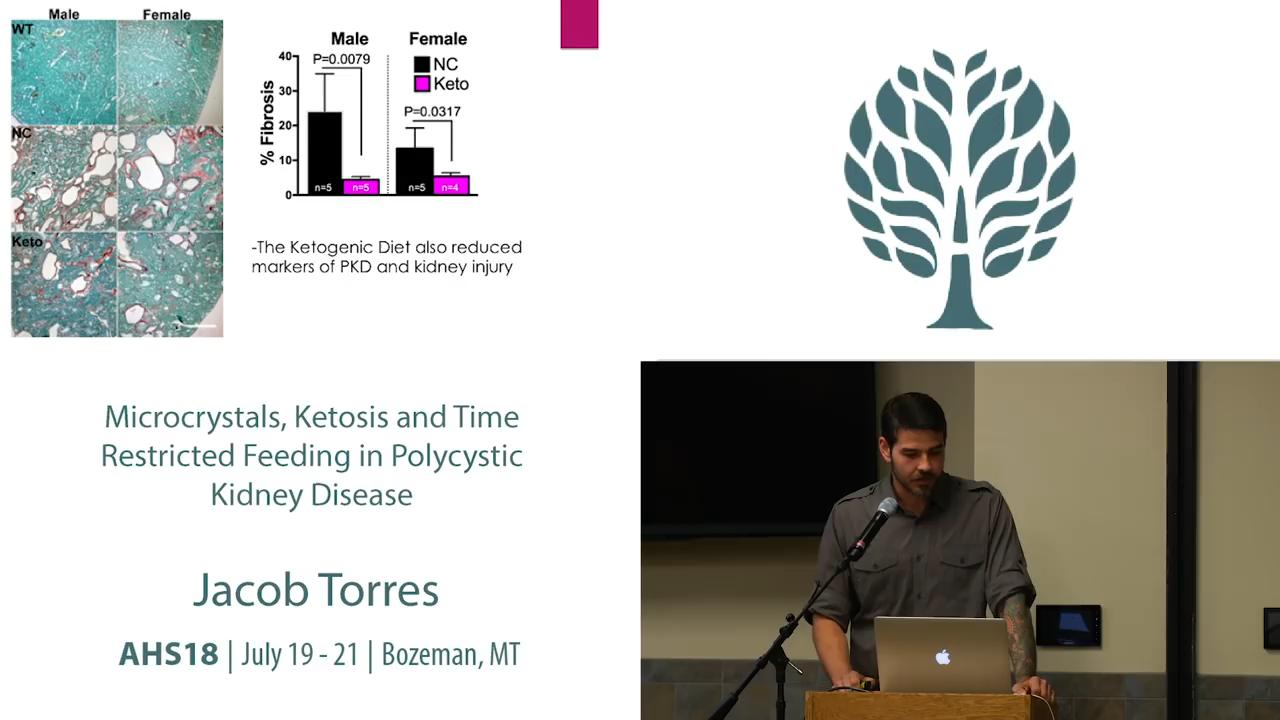 Male Female
WT
NC
Keto
Male Female
P=0.0079
NC
Keto
P=0.0317
% Fibrosis
40
30
20
10
0
n=5 n=5 n=5 n=4
-The Ketogenic Diet also reduced
markers of PKD and kidney injury
Microcrystals, Ketosis and Time
Restricted Feeding in Polycystic
Kidney Disease
Jacob Torres
AHS18 | July 19 - 21 | Bozeman, MT